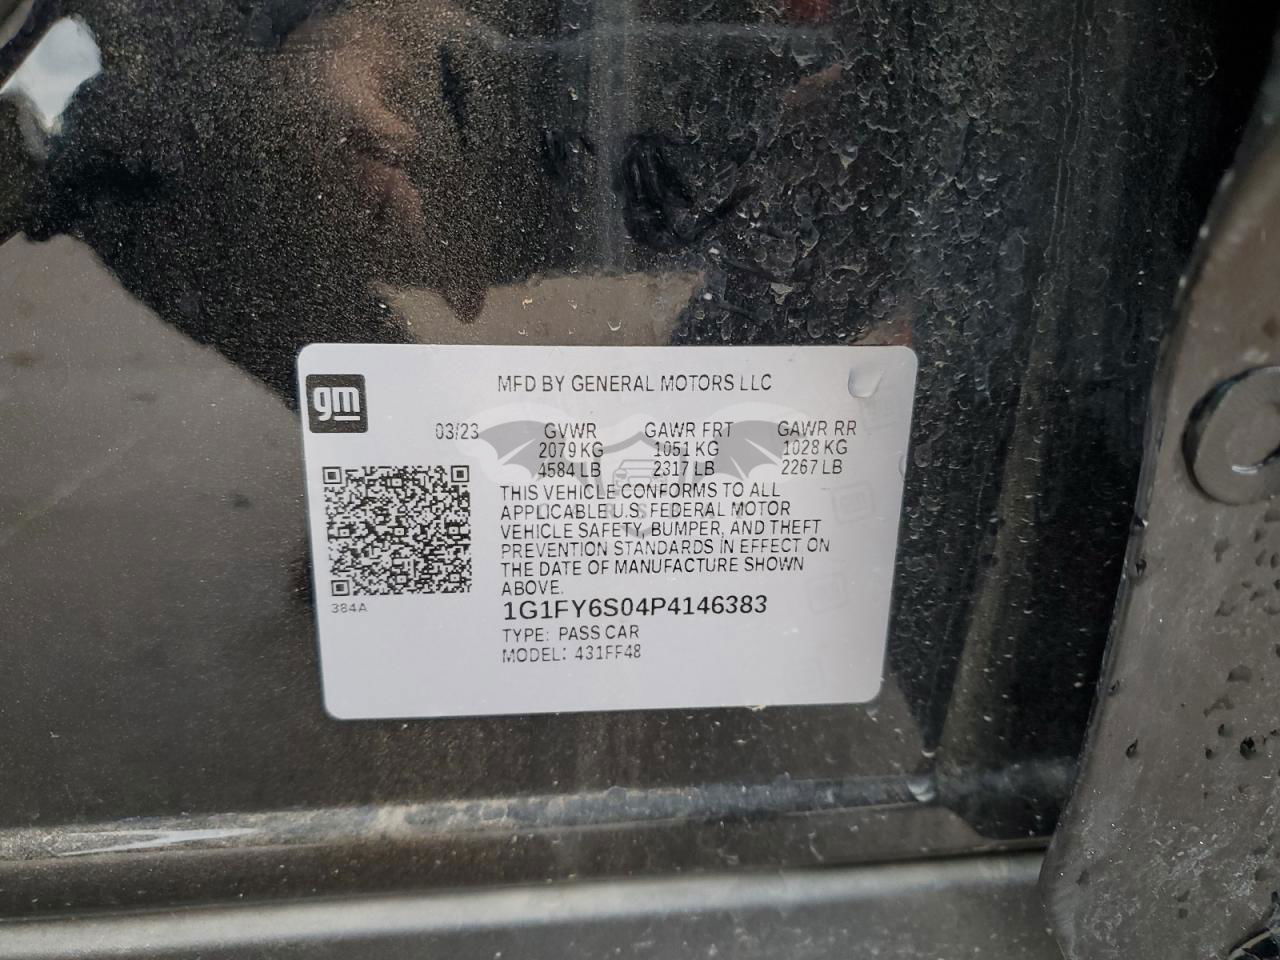 gm
MFD BY GENERAL MOTORS LLC
03/23 GVWR GAWR FRT GAWR RR
2079 KG 1051 KG 1028 KG
4584 LB 2317 LB 2267 LB
THIS VEHICLE CONFORMS TO ALL
APPLICABLE U.S. FEDERAL MOTOR
VEHICLE SAFETY, BUMPER, AND THEFT
PREVENTION STANDARDS IN EFFECT ON
THE DATE OF MANUFACTURE SHOWN
ABOVE.
384A
1G1FY6S04P4146383
TYPE: PASS CAR
MODEL: 431FF48